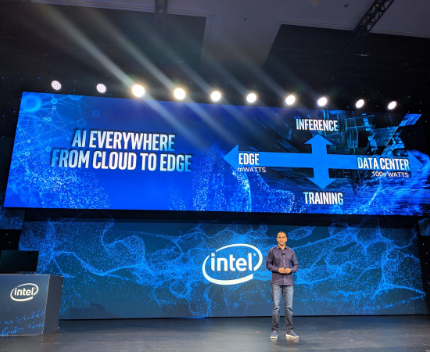 AI EVERYWHERE
FROM CLOUD TO EDGE
INFERENCE
EDGE
mWATTS
DATA CENTER
100s WATTS
TRAINING
intel
intel